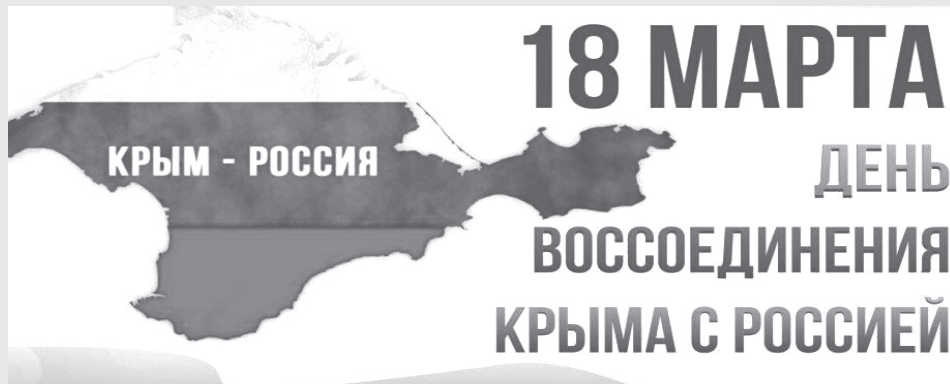 КРЫМ - РОССИЯ
18 МАРТА
ДЕНЬ
ВОССОЕДИНЕНИЯ
КРЫМА С РОССИЕЙ